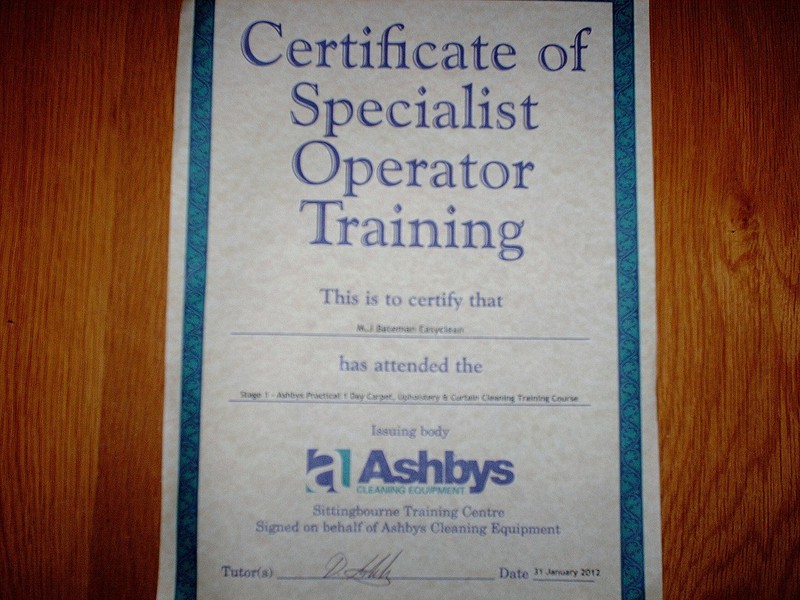 Certificate of
Specialist
Operator
Training
This is to certify that
W.J Bateman Easyclean
has attended the
Stage 1 - Ashbys Practical 1 Day Carpet, Upholstery & Curtain Cleaning Training Course
Issuing body
a Ashbys
CLEANING EQUIPMENT
Sittingbourne Training Centre
Signed on behalf of Ashbys Cleaning Equipment
Tutor(s) Date 31 January 2012